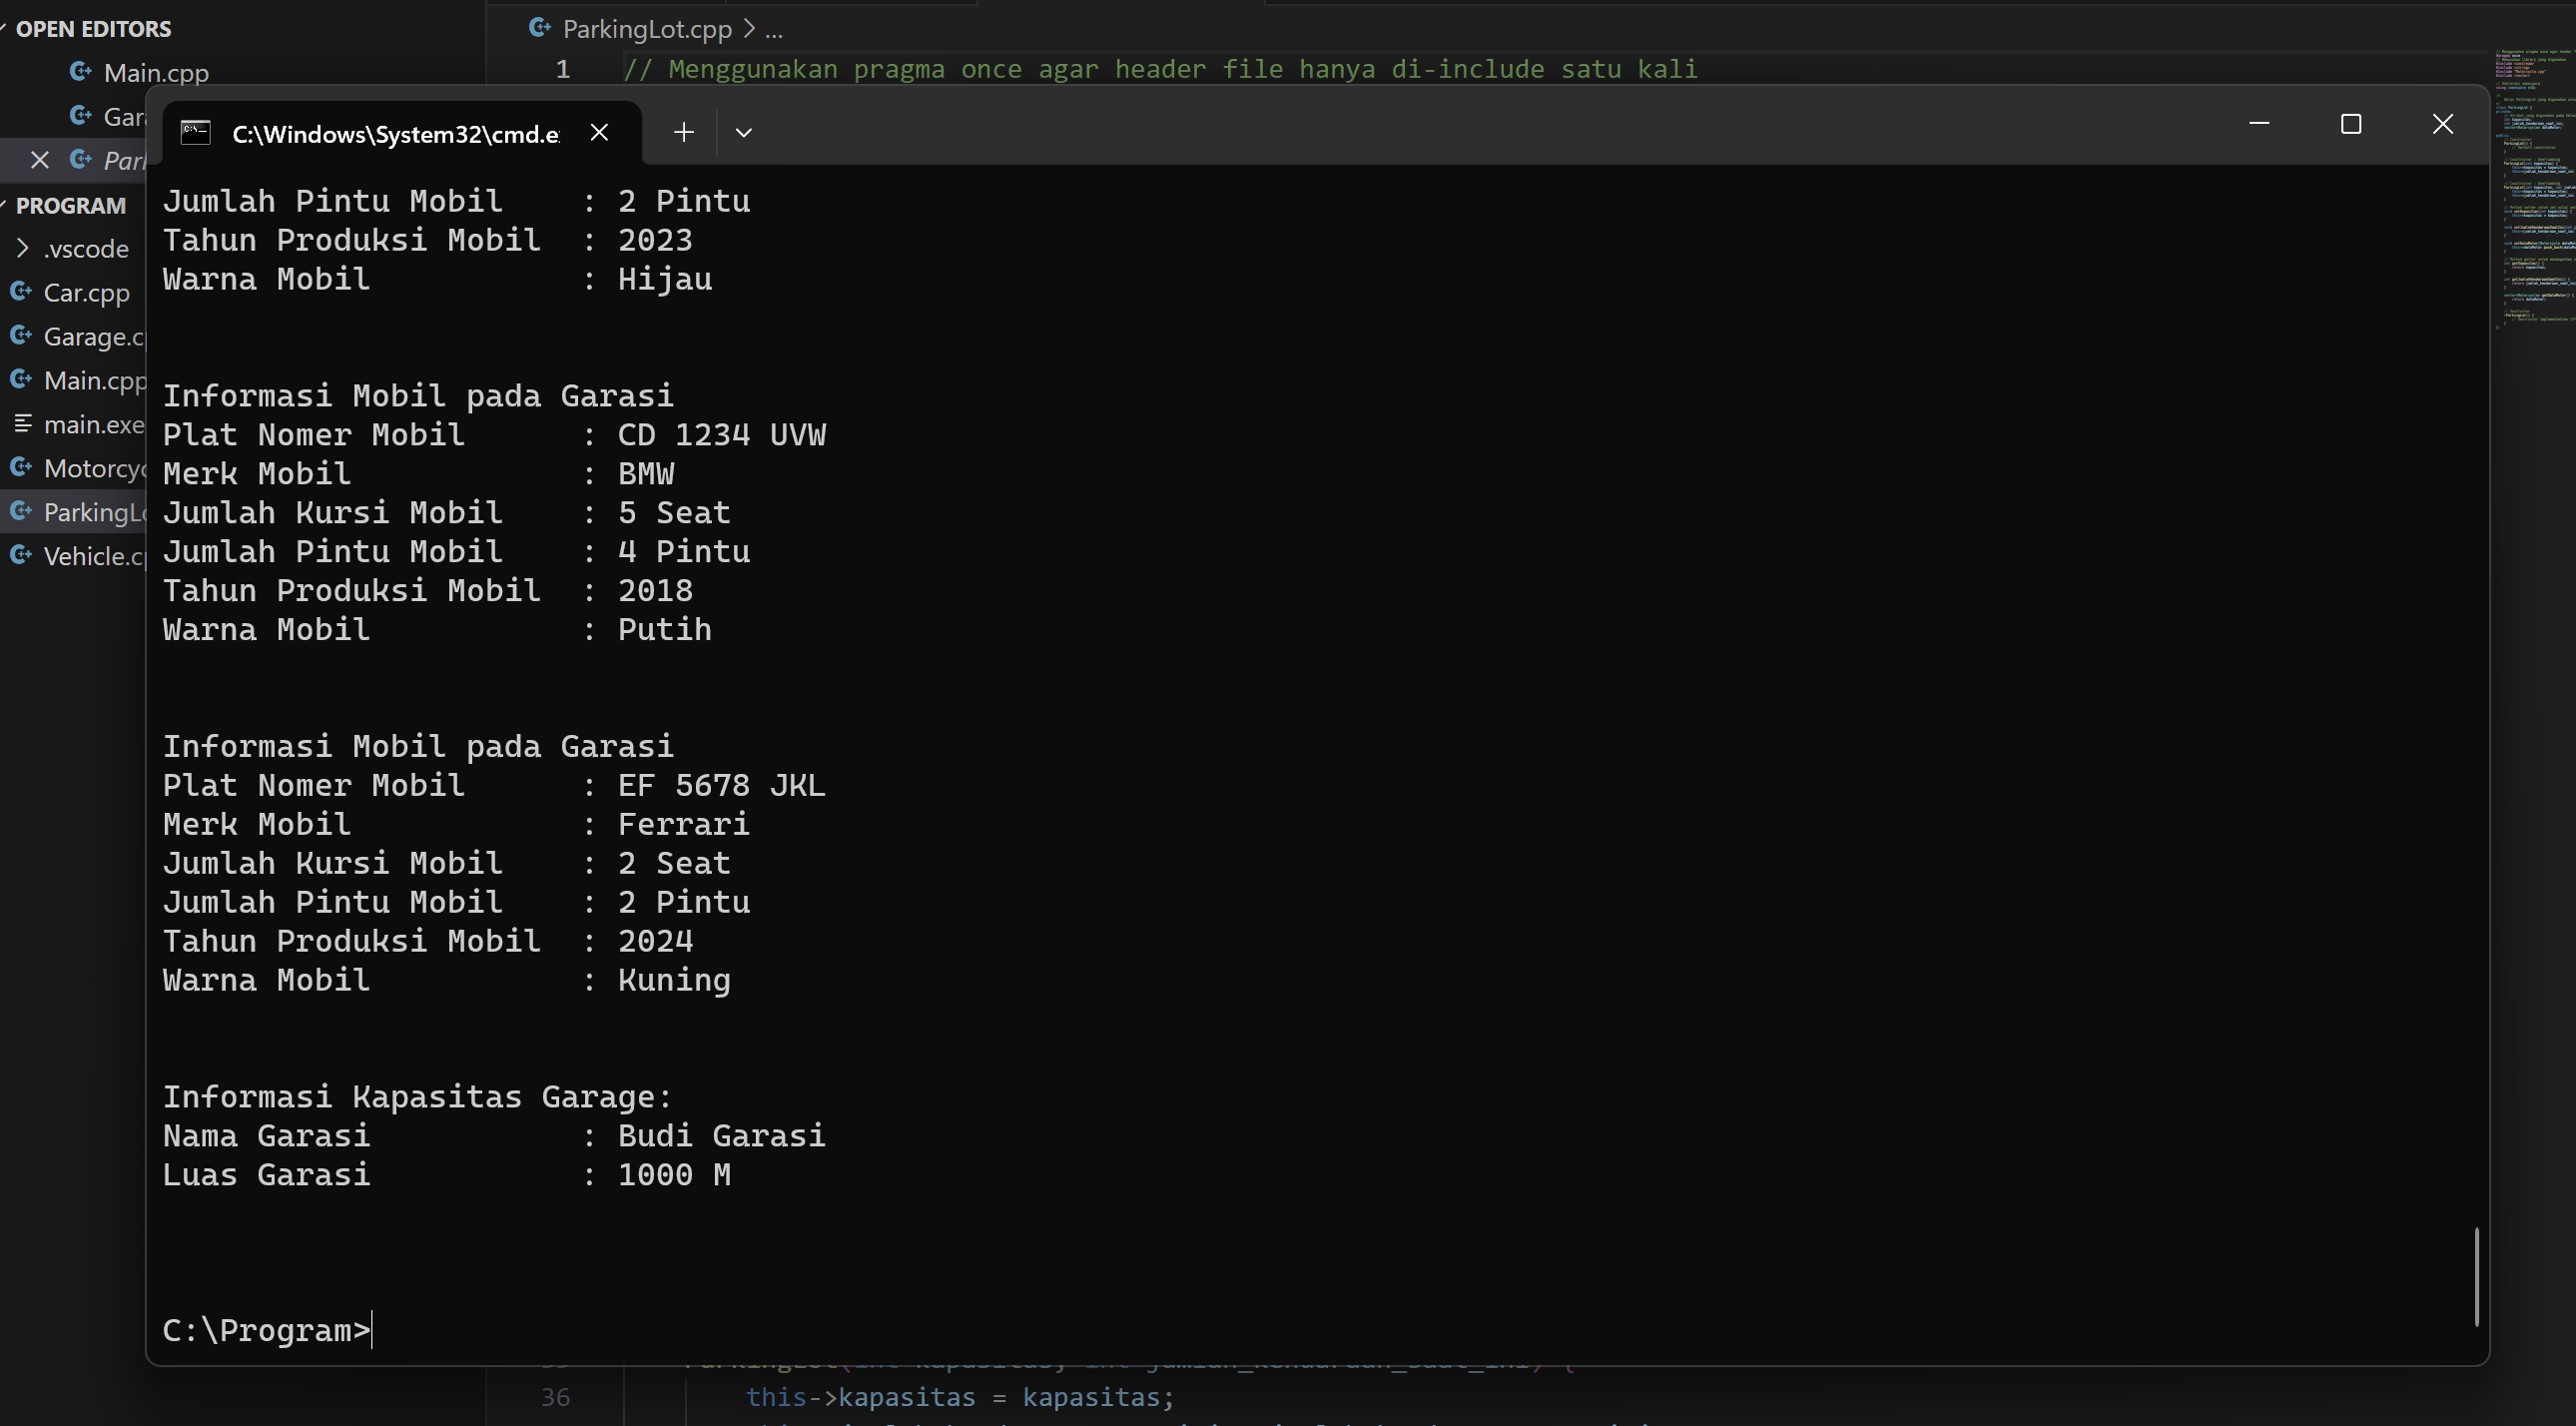 OPEN EDITORS
Main.cpp
PROGRAM
.vscode
Car.cpp
Main.cpp
main.exe
ParkingLot.cpp > ...
1 // Menggunakan pragma once agar header file hanya di-include satu kali
C:\Windows\System32\cmd.e
Jumlah Pintu Mobil : 2 Pintu
Tahun Produksi Mobil : 2023
Warna Mobil : Hijau
Informasi Mobil pada Garasi
Plat Nomer Mobil : CD 1234 UVW
Merk Mobil : BMW
Jumlah Kursi Mobil : 5 Seat
Jumlah Pintu Mobil : 4 Pintu
Tahun Produksi Mobil : 2018
Warna Mobil : Putih
Informasi Mobil pada Garasi
Plat Nomer Mobil : EF 5678 JKL
Merk Mobil : Ferrari
Jumlah Kursi Mobil : 2 Seat
Jumlah Pintu Mobil : 2 Pintu
Tahun Produksi Mobil : 2024
Warna Mobil : Kuning
Informasi Kapasitas Garage:
Nama Garasi : Budi Garasi
Luas Garasi : 1000 M
C:\Program>
36 this->kapasitas = kapasitas;